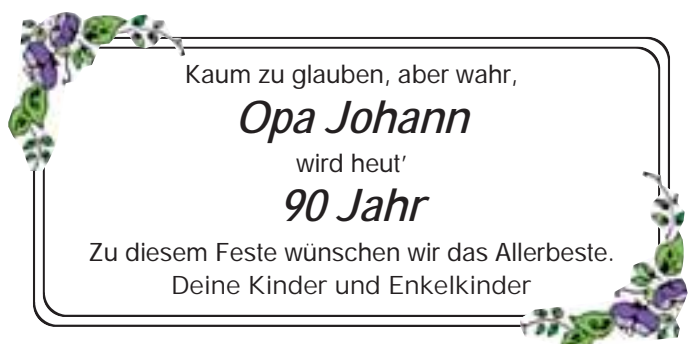 Kaum zu glauben, aber wahr,
Opa Johann
wird heut’
90 Jahr
Zu diesem Feste wünschen wir das Allerbeste.
Deine Kinder und Enkelkinder